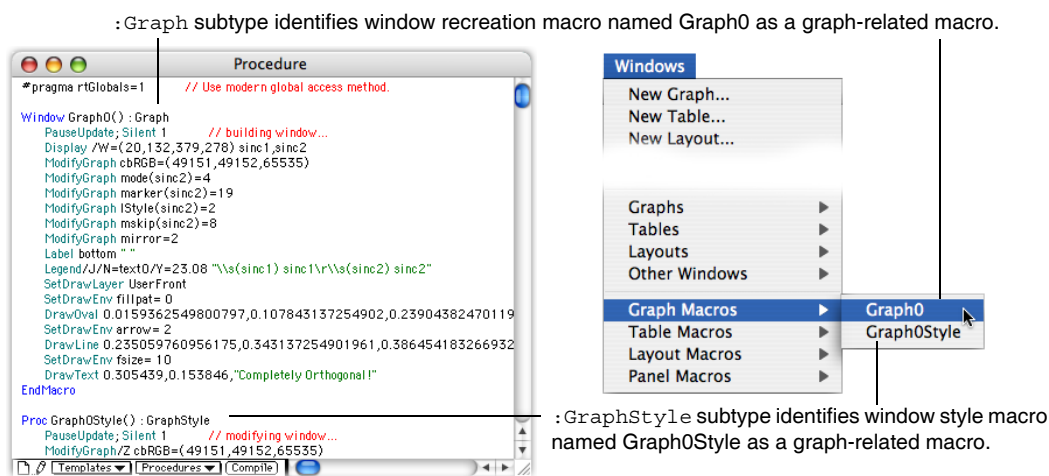 :Graph subtype identifies window recreation macro named Graph0 as a graph-related macro.
Procedure
#pragma rtGlobals=1 // Use modern global access method.
Window Graph0() : Graph
PauseUpdate; Silent 1 // building window...
Display /W=(20,132,379,278) sinc1,sinc2
ModifyGraph cbRGB=(49151,49152,65535)
ModifyGraph mode(sinc2)=4
ModifyGraph marker(sinc2)=19
ModifyGraph lStyle(sinc2)=2
ModifyGraph mskip(sinc2)=8
ModifyGraph mirror=2
Label bottom " "
Legend/J/N=text0/Y=23.08 "\\s(sinc1) sinc1\r\\s(sinc2) sinc2"
SetDrawLayer UserFront
SetDrawEnv fillpat= 0
DrawOval 0.0159362549800797,0.107843137254902,0.23904382470119
SetDrawEnv arrow= 2
DrawLine 0.235059760956175,0.343137254901961,0.386454183266932
SetDrawEnv fsize= 10
DrawText 0.305439,0.153846,"Completely Orthogonal!"
EndMacro
Proc Graph0Style() : GraphStyle
PauseUpdate; Silent 1 // modifying window...
ModifyGraph/Z cbRGB=(49151,49152,65535)
Templates Procedures Compile
Windows
New Graph...
New Table...
New Layout...
Graphs
Tables
Layouts
Other Windows
Graph Macros
Table Macros
Layout Macros
Panel Macros
Graph0
Graph0Style
:GraphStyle subtype identifies window style macro
named Graph0Style as a graph-related macro.